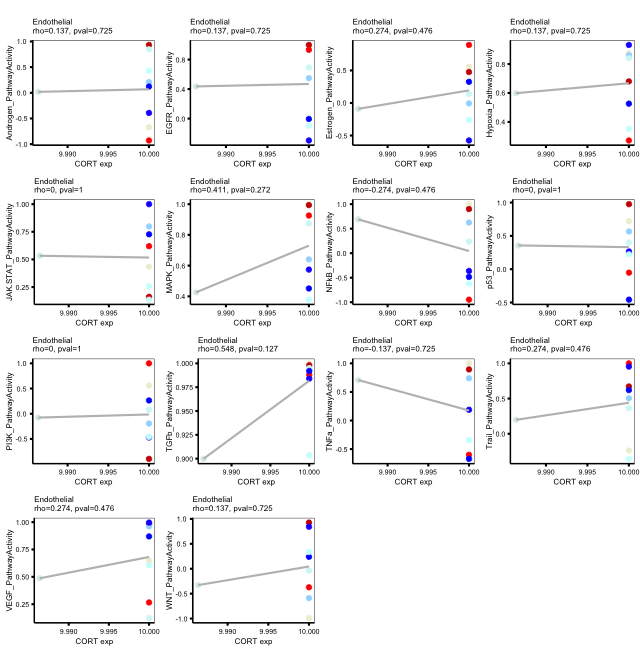 Endothelial
rho=0.137, pval=0.725
Androgen_PathwayActivity
1.0
0.5
0.0
-0.5
-1.0
9.990 9.995 10.000
CORT exp
Endothelial
rho=0.137, pval=0.725
EGFR_PathwayActivity
0.8
0.4
0.0
9.990 9.995 10.000
CORT exp
Endothelial
rho=0.274, pval=0.476
Estrogen_PathwayActivity
0.5
0.0
-0.5
9.990 9.995 10.000
CORT exp
Endothelial
rho=0.137, pval=0.725
Hypoxia_PathwayActivity
0.8
0.6
0.4
9.990 9.995 10.000
CORT exp
Endothelial
rho=0, pval=1
JAK.STAT_PathwayActivity
1.00
0.75
0.50
0.25
9.990 9.995 10.000
CORT exp
Endothelial
rho=0.411, pval=0.272
MAPK_PathwayActivity
1.0
0.8
0.6
0.4
9.990 9.995 10.000
CORT exp
Endothelial
rho=-0.274, pval=0.476
NFkB_PathwayActivity
1.0
0.5
0.0
-0.5
-1.0
9.990 9.995 10.000
CORT exp
Endothelial
rho=0, pval=1
p53_PathwayActivity
1.0
0.5
0.0
-0.5
9.990 9.995 10.000
CORT exp
Endothelial
rho=0, pval=1
PI3K_PathwayActivity
1.0
0.5
0.0
-0.5
9.990 9.995 10.000
CORT exp
Endothelial
rho=0.548, pval=0.127
TGFb_PathwayActivity
1.000
0.975
0.950
0.925
0.900
9.990 9.995 10.000
CORT exp
Endothelial
rho=-0.137, pval=0.725
TNFa_PathwayActivity
1.0
0.5
0.0
-0.5
9.990 9.995 10.000
CORT exp
Endothelial
rho=0.274, pval=0.476
Trail_PathwayActivity
1.0
0.5
0.0
9.990 9.995 10.000
CORT exp
Endothelial
rho=0.274, pval=0.476
VEGF_PathwayActivity
1.00
0.75
0.50
0.25
9.990 9.995 10.000
CORT exp
Endothelial
rho=0.137, pval=0.725
WNT_PathwayActivity
1.0
0.5
0.0
-0.5
-1.0
9.990 9.995 10.000
CORT exp